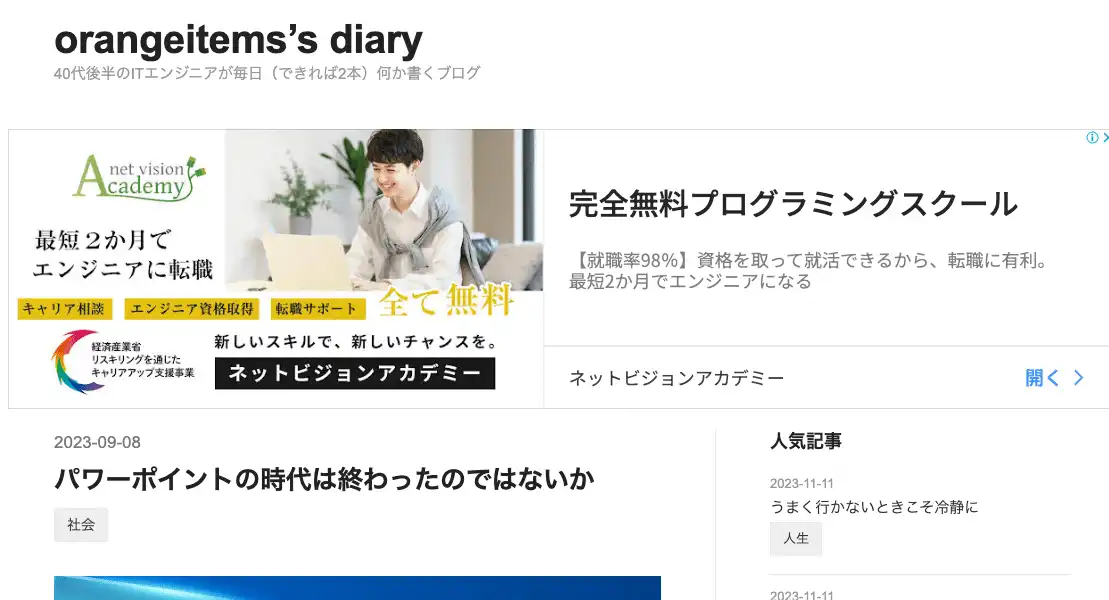 orangeitems’s diary
40代後半のITエンジニアが毎日（できれば2本）何か書くブログ
net vision
Academy
最短２か月で
エンジニアに転職
キャリア相談 エンジニア資格取得 転職サポート 全て無料
経済産業省
リスキリングを通じた
キャリアアップ支援事業
新しいスキルで、新しいチャンスを。
ネットビジョンアカデミー
完全無料プログラミングスクール
【就職率98%】資格を取って就活できるから、転職に有利。
最短2か月でエンジニアになる
ネットビジョンアカデミー 開く
2023-09-08
パワーポイントの時代は終わったのではないか
社会
人気記事
2023-11-11
うまく行かないときこそ冷静に
人生
2023-11-11